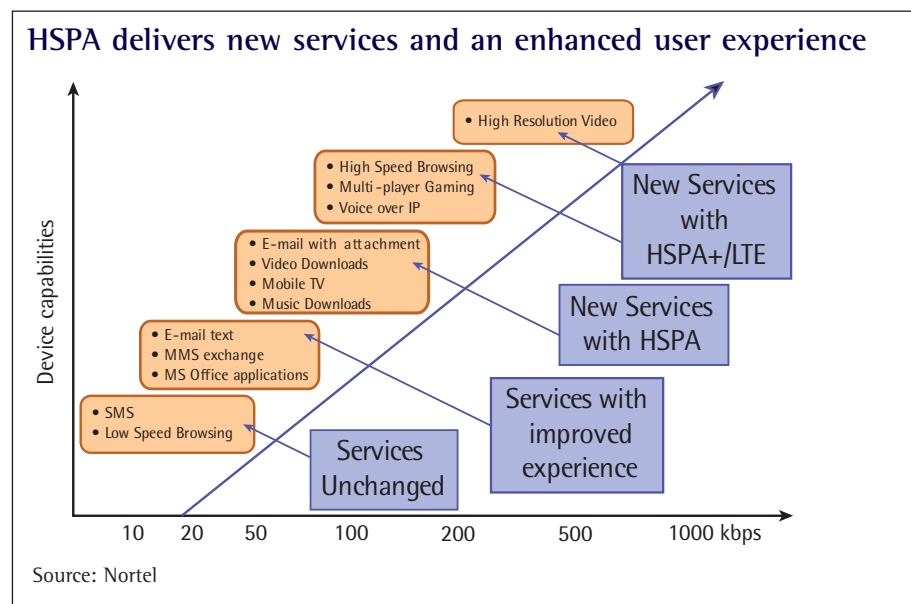 HSPA delivers new services and an enhanced user experience
• High Resolution Video
• High Speed Browsing
• Multi-player Gaming
• Voice over IP
New Services
with
HSPA+/LTE
• E-mail with attachment
• Video Downloads
• Mobile TV
• Music Downloads
New Services
with HSPA
• E-mail text
• MMS exchange
• MS Office applications
Services with
improved
experience
• SMS
• Low Speed Browsing
Services
Unchanged
Device capabilities
10 20 50 100 200 500 1000 kbps
Source: Nortel